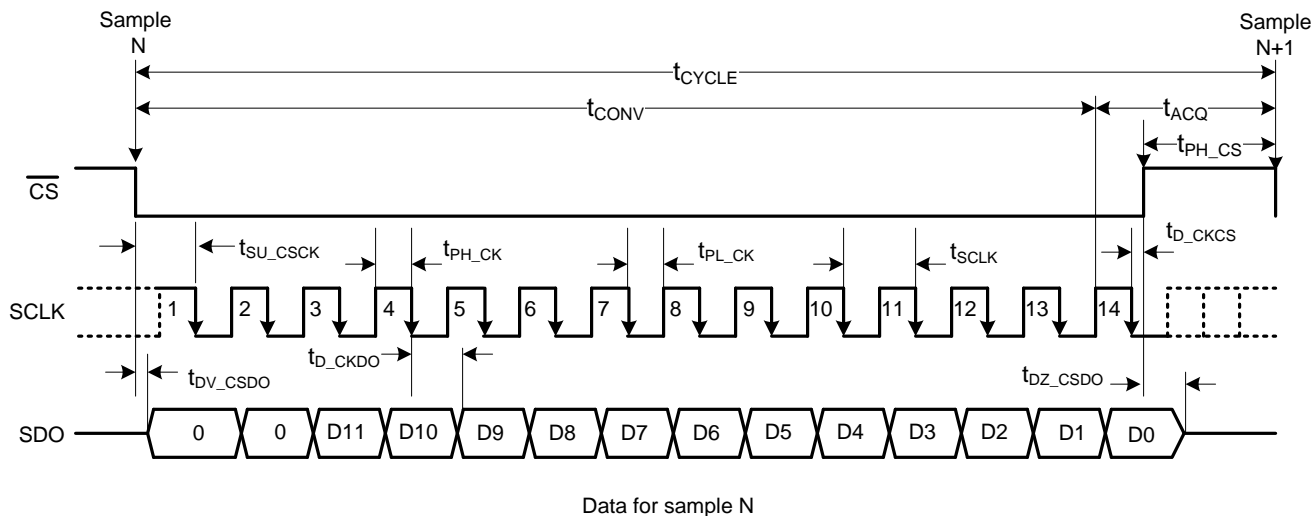 Sample N
Sample N+1
tCYCLE
tCONV
tACQ
tPH_CS
CS
tSU_CSCK
tPH_CK
tPL_CK
tSCLK
tD_CKCS
SCLK
1 2 3 4 5 6 7 8 9 10 11 12 13 14
tD_CKDO
tDV_CSDO
tDZ_CSDO
SDO
0 0 D11 D10 D9 D8 D7 D6 D5 D4 D3 D2 D1 D0
Data for sample N